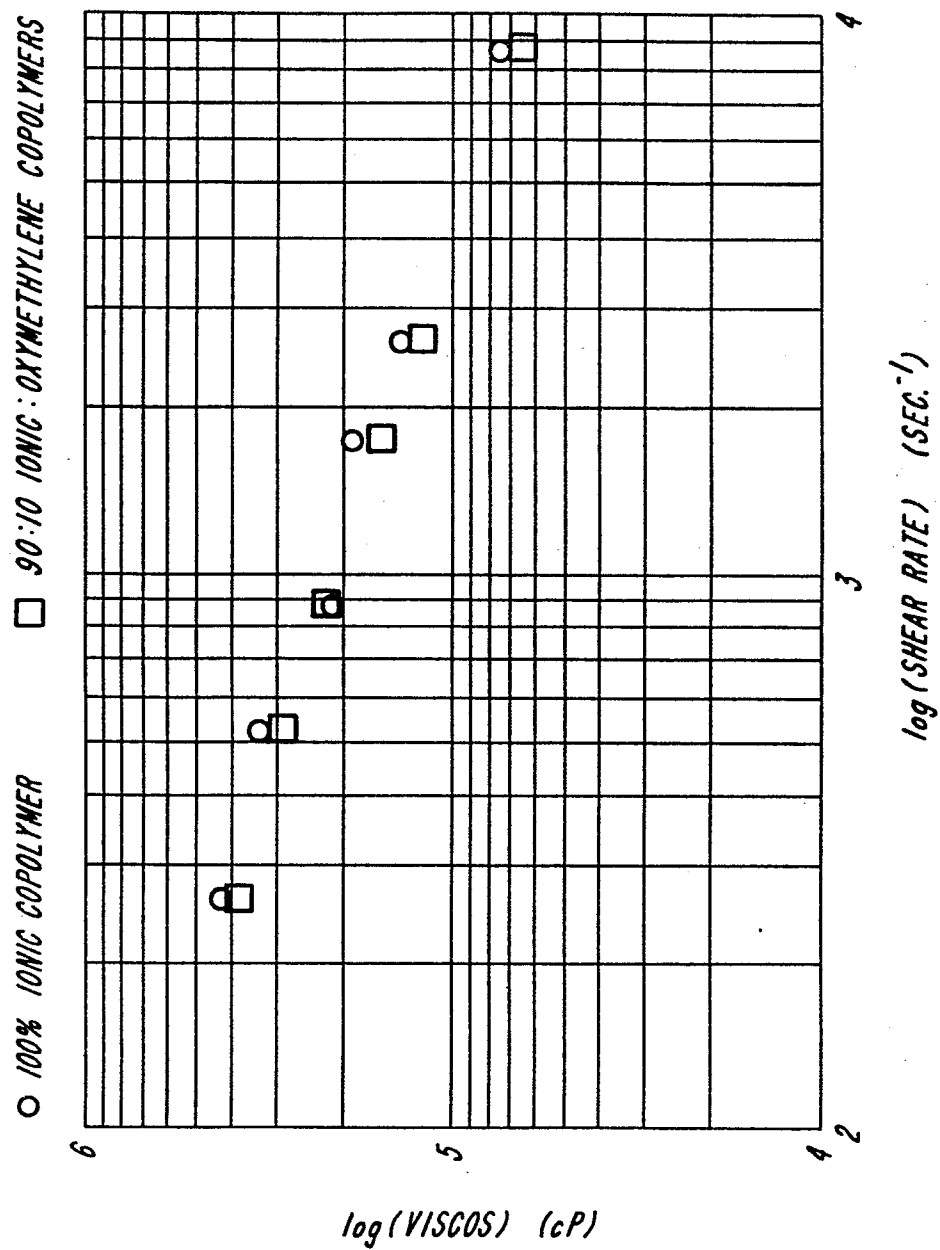 ○ 100% IONIC COPOLYMER
□ 90:10 IONIC : OXYMETHYLENE COPOLYMERS
6
5
4
log (VISCOS) (cP)
2
3
4
log (SHEAR RATE) (SEC.⁻¹)